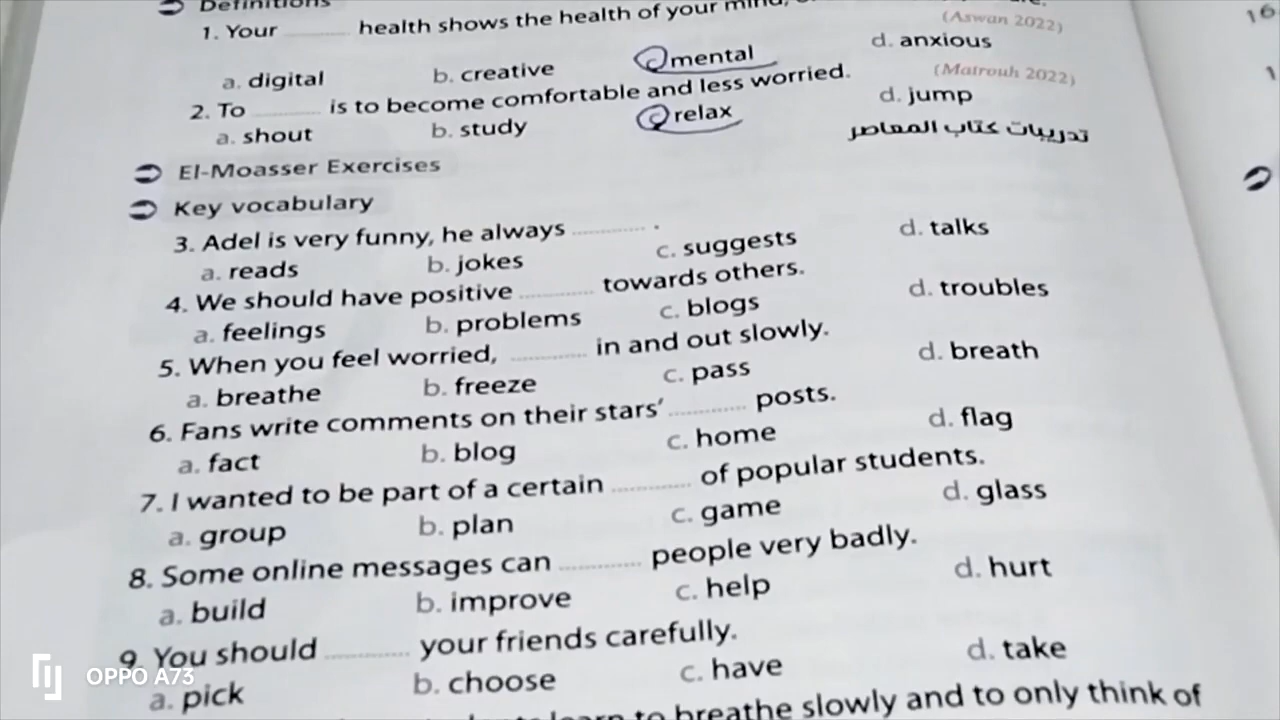 Definitions
1. Your ............ health shows the health of your mind,
(Aswan 2022)
a. digital b. creative c. mental d. anxious
2. To ............ is to become comfortable and less worried.
(Matrouh 2022)
a. shout b. study c. relax d. jump
تدريبات كتاب المعاصر
El-Moasser Exercises
Key vocabulary
3. Adel is very funny, he always ............ .
a. reads b. jokes c. suggests d. talks
4. We should have positive ............ towards others.
a. feelings b. problems c. blogs d. troubles
5. When you feel worried, ............ in and out slowly.
a. breathe b. freeze c. pass d. breath
6. Fans write comments on their stars’ ............ posts.
a. fact b. blog c. home d. flag
7. I wanted to be part of a certain ............ of popular students.
a. group b. plan c. game d. glass
8. Some online messages can ............ people very badly.
a. build b. improve c. help d. hurt
9. You should ............ your friends carefully.
a. pick b. choose c. have d. take
learn to breathe slowly and to only think of
16
1
OPPO A73